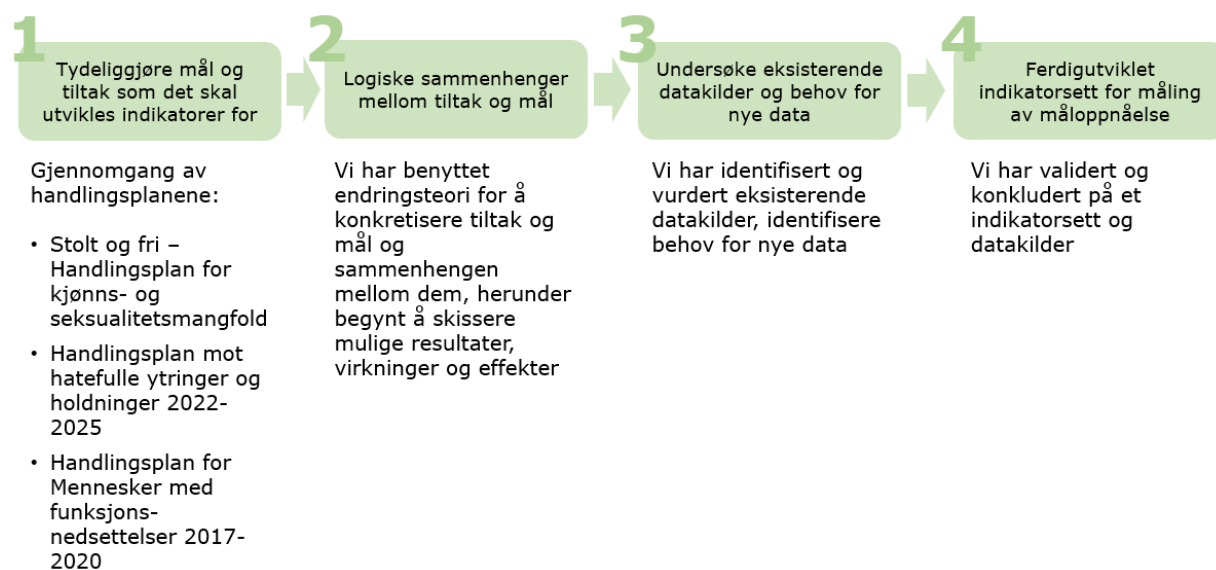 1
Tydeliggjøre mål og
tiltak som det skal
utvikles indikatorer for
Gjennomgang av
handlingsplanene:
• Stolt og fri –
Handlingsplan for
kjønns- og
seksualitetsmangfold
• Handlingsplan mot
hatefulle ytringer og
holdninger 2022-
2025
• Handlingsplan for
Mennesker med
funksjons-
nedsettelser 2017-
2020
2
Logiske sammenhenger
mellom tiltak og mål
Vi har benyttet
endringsteori for å
konkretisere tiltak og
mål og
sammenhengen
mellom dem, herunder
begynt å skissere
mulige resultater,
virkninger og effekter
3
Undersøke eksisterende
datakilder og behov for
nye data
Vi har identifisert og
vurdert eksisterende
datakilder, identifisere
behov for nye data
4
Ferdigutviklet
indikatorsett for måling
av måloppnåelse
Vi har validert og
konkludert på et
indikatorsett og
datakilder